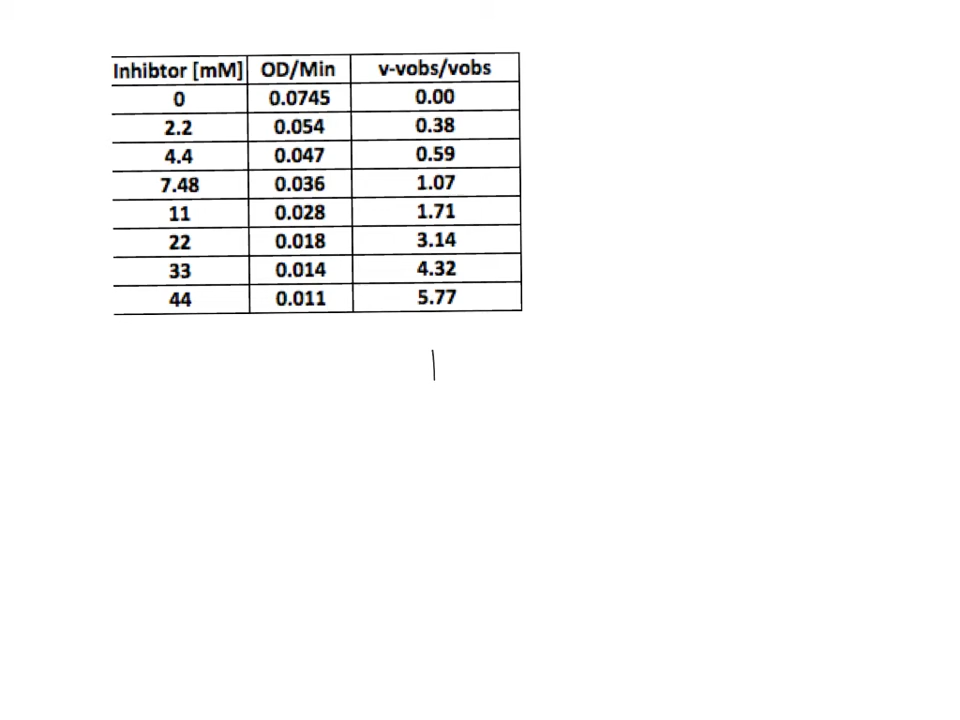 Inhibtor [mM] OD/Min v-vobs/vobs
0 0.0745 0.00
2.2 0.054 0.38
4.4 0.047 0.59
7.48 0.036 1.07
11 0.028 1.71
22 0.018 3.14
33 0.014 4.32
44 0.011 5.77